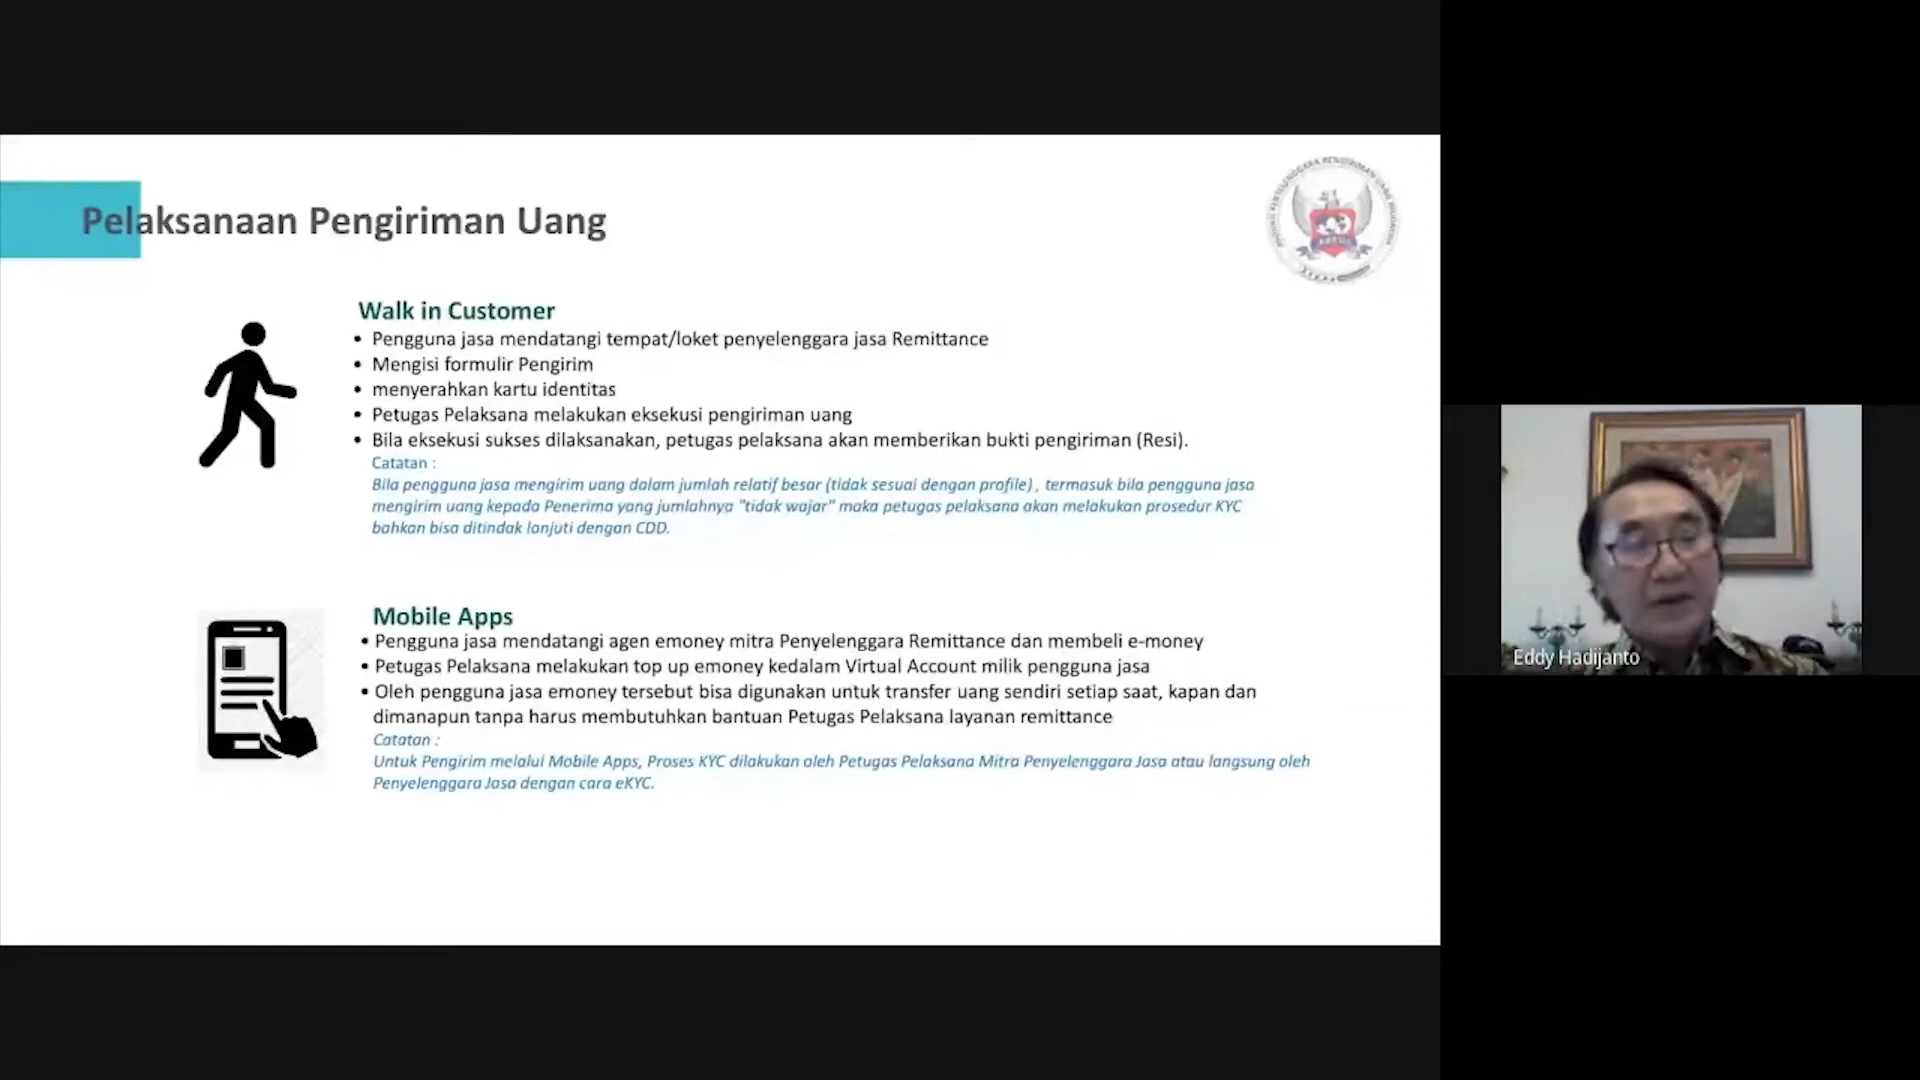 Pelaksanaan Pengiriman Uang
Walk in Customer
• Pengguna jasa mendatangi tempat/loket penyelenggara jasa Remittance
• Mengisi formulir Pengirim
• menyerahkan kartu identitas
• Petugas Pelaksana melakukan eksekusi pengiriman uang
• Bila eksekusi sukses dilaksanakan, petugas pelaksana akan memberikan bukti pengiriman (Resi).
Catatan :
Bila pengguna jasa mengirim uang dalam jumlah relatif besar (tidak sesuai dengan profile) , termasuk bila pengguna jasa
mengirim uang kepada Penerima yang jumlahnya "tidak wajar" maka petugas pelaksana akan melakukan prosedur KYC
bahkan bisa ditindak lanjuti dengan CDD.
Mobile Apps
• Pengguna jasa mendatangi agen emoney mitra Penyelenggara Remittance dan membeli e-money
• Petugas Pelaksana melakukan top up emoney kedalam Virtual Account milik pengguna jasa
• Oleh pengguna jasa emoney tersebut bisa digunakan untuk transfer uang sendiri setiap saat, kapan dan
dimanapun tanpa harus membutuhkan bantuan Petugas Pelaksana layanan remittance
Catatan :
Untuk Pengirim melalui Mobile Apps, Proses KYC dilakukan oleh Petugas Pelaksana Mitra Penyelenggara Jasa atau langsung oleh
Penyelenggara Jasa dengan cara eKYC.
Eddy Hadijanto